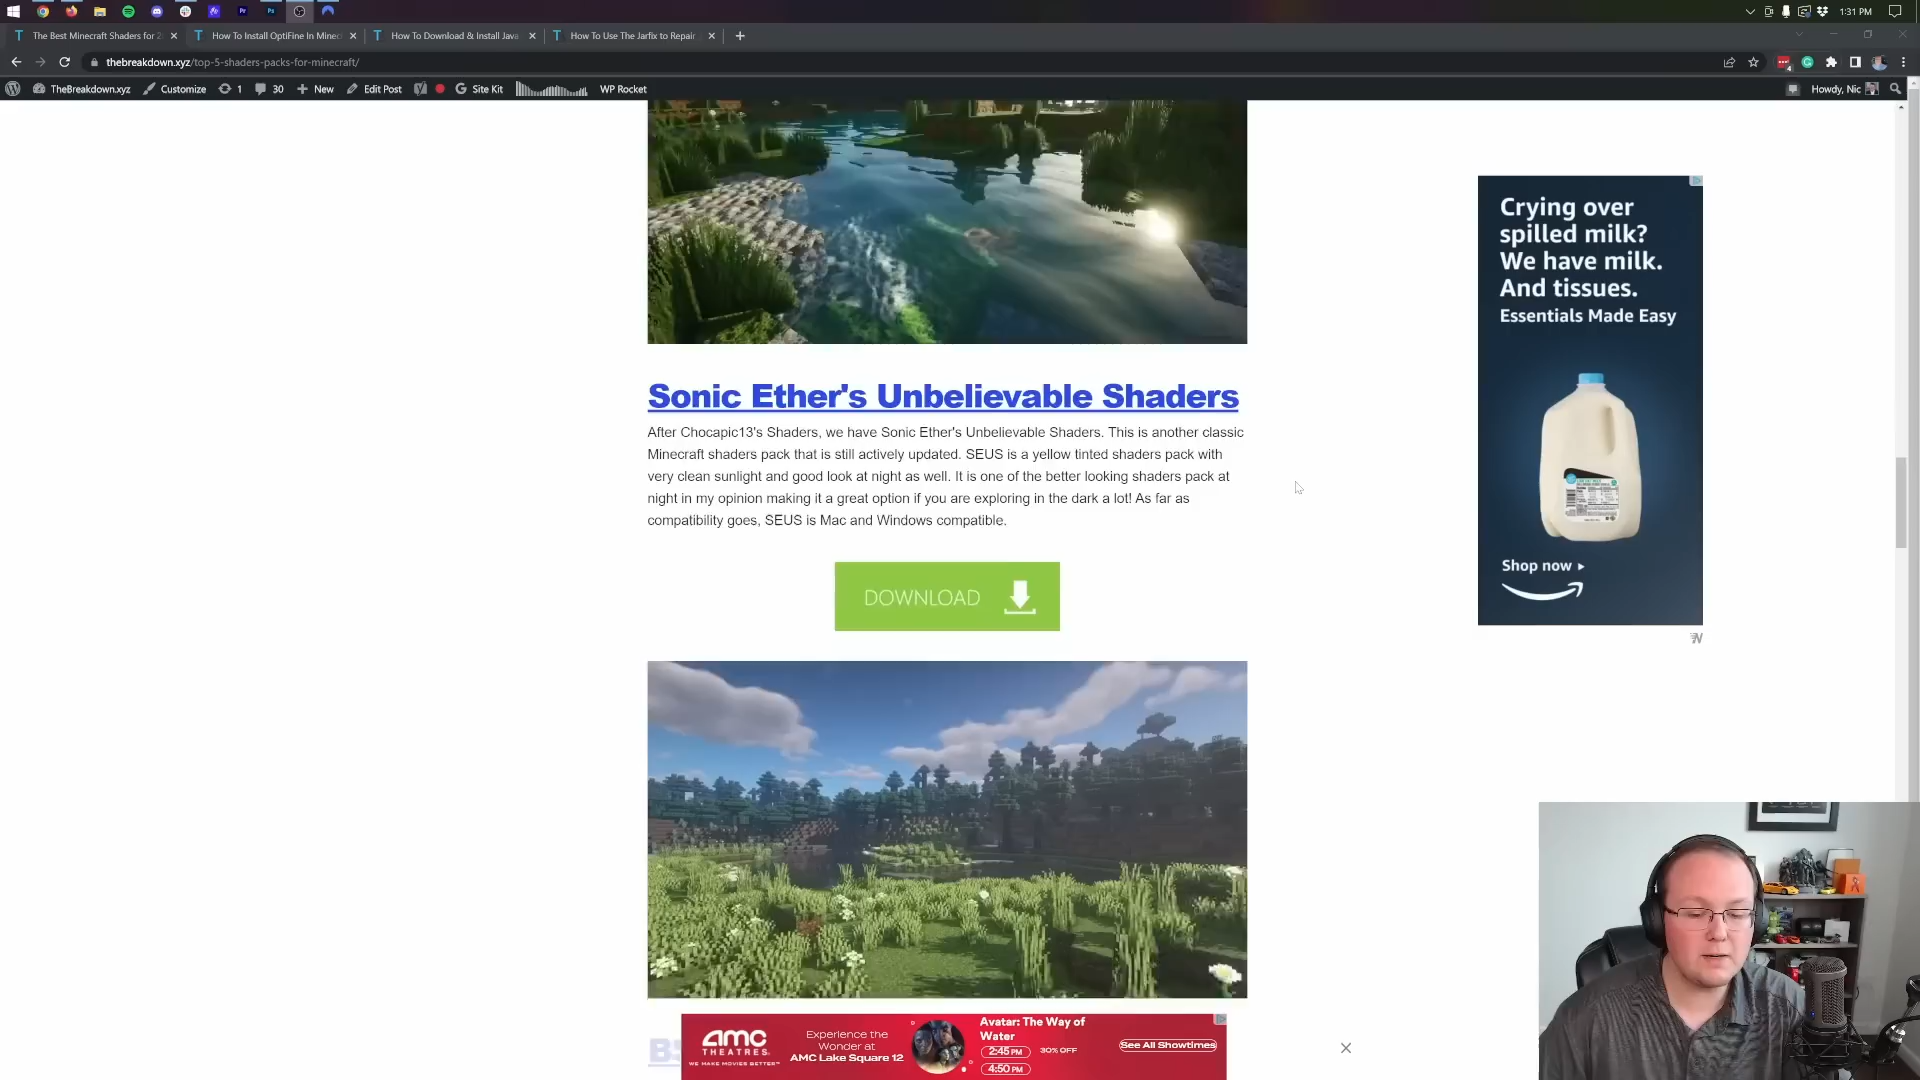 1:31 PM
The Best Minecraft Shaders for 2
How To Install OptiFine In Minec
How To Download & Install Java
How To Use The Jarfix to Repair
thebreakdown.xyz/top-5-shaders-packs-for-minecraft/
TheBreakdown.xyz
Customize
1
30
New
Edit Post
Site Kit
WP Rocket
Howdy, Nic
Sonic Ether's Unbelievable Shaders
After Chocapic13's Shaders, we have Sonic Ether's Unbelievable Shaders. This is another classic
Minecraft shaders pack that is still actively updated. SEUS is a yellow tinted shaders pack with
very clean sunlight and good look at night as well. It is one of the better looking shaders pack at
night in my opinion making it a great option if you are exploring in the dark a lot! As far as
compatibility goes, SEUS is Mac and Windows compatible.
DOWNLOAD
Crying over
spilled milk?
We have milk.
And tissues.
Essentials Made Easy
Shop now
amc
THEATRES
WE MAKE MOVIES BETTER
Experience the
Wonder at
AMC Lake Square 12
Avatar: The Way of
Water
2:45 PM
30% OFF
4:50 PM
See All Showtimes